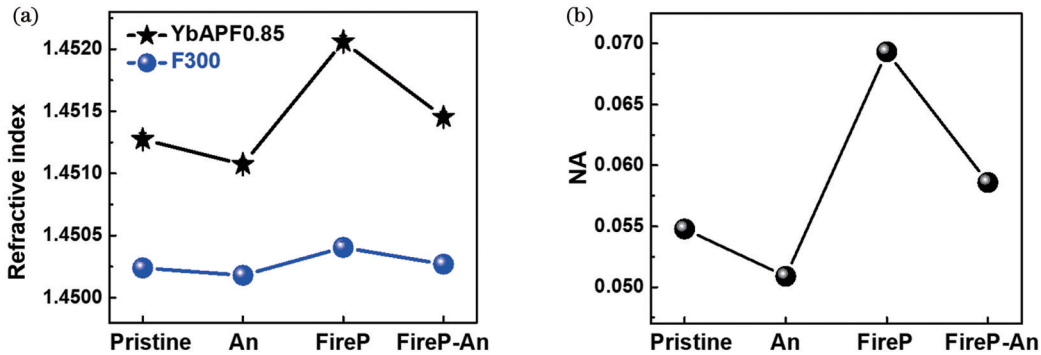 (a)
YbAPF0.85
F300
Refractive index
1.4520
1.4515
1.4510
1.4505
1.4500
Pristine An FireP FireP-An
(b)
NA
0.070
0.065
0.060
0.055
0.050
Pristine An FireP FireP-An